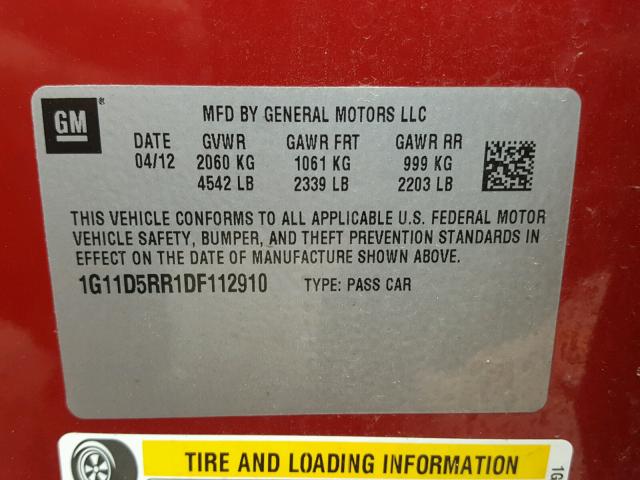 GM
MFD BY GENERAL MOTORS LLC
DATE GVWR GAWR FRT GAWR RR
04/12 2060 KG 1061 KG 999 KG
4542 LB 2339 LB 2203 LB
THIS VEHICLE CONFORMS TO ALL APPLICABLE U.S. FEDERAL MOTOR
VEHICLE SAFETY, BUMPER, AND THEFT PREVENTION STANDARDS IN
EFFECT ON THE DATE OF MANUFACTURE SHOWN ABOVE.
1G11D5RR1DF112910 TYPE: PASS CAR
TIRE AND LOADING INFORMATION
1G